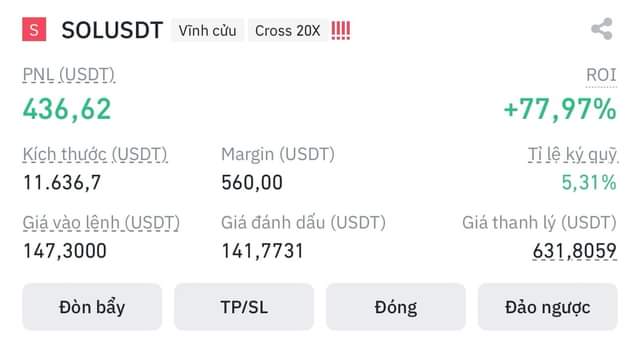 S SOLUSDT Vĩnh cửu Cross 20X !!!!
PNL (USDT) ROI
436,62 +77,97%
Kích thước (USDT) Margin (USDT) Tỉ lệ ký quỹ
11.636,7 560,00 5,31%
Giá vào lệnh (USDT) Giá đánh dấu (USDT) Giá thanh lý (USDT)
147,3000 141,7731 631,8059
Đòn bẩy TP/SL Đóng Đảo ngược